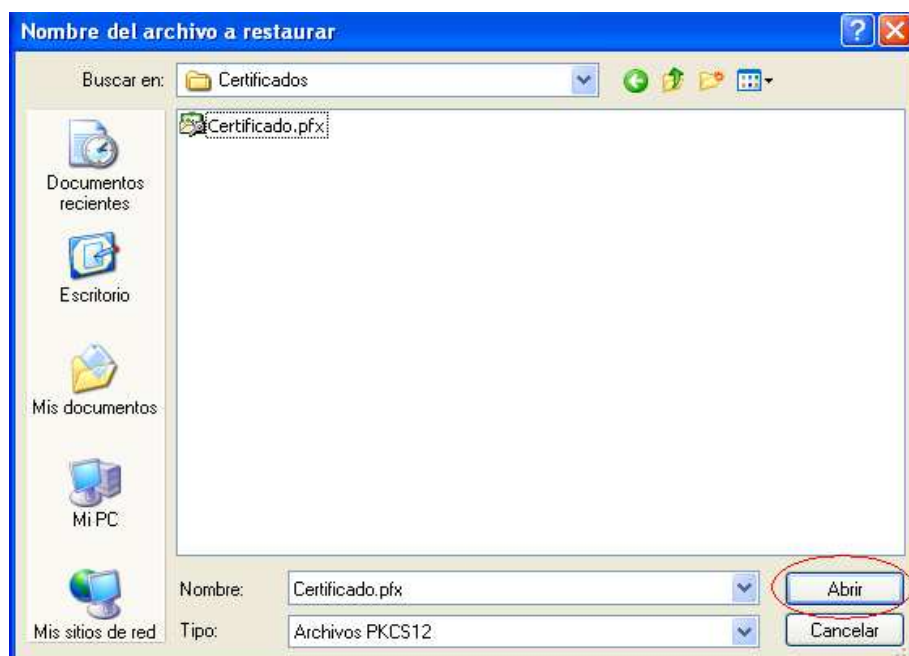 Nombre del archivo a restaurar
Buscar en: Certificados
Certificado.pfx
Documentos
recientes
Escritorio
Mis documentos
Mi PC
Mis sitios de red
Nombre: Certificado.pfx Abrir
Tipo: Archivos PKCS12 Cancelar